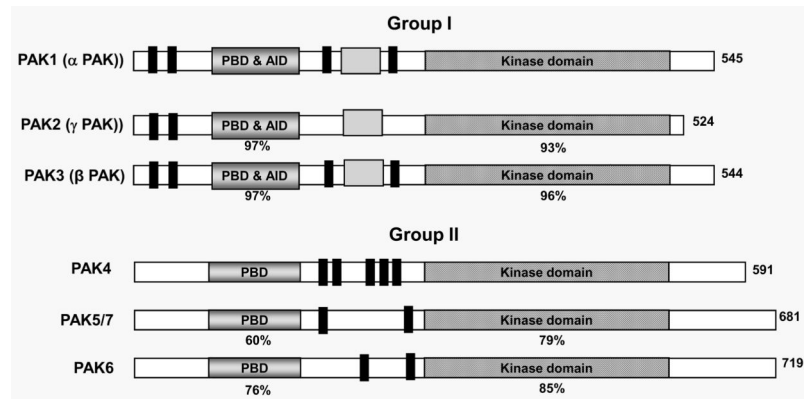 Group I
PAK1 (α PAK)) PBD & AID Kinase domain 545
PAK2 (γ PAK)) PBD & AID Kinase domain 524
97% 93%
PAK3 (β PAK) PBD & AID Kinase domain 544
97% 96%
Group II
PAK4 PBD Kinase domain 591
PAK5/7 PBD Kinase domain 681
60% 79%
PAK6 PBD Kinase domain 719
76% 85%